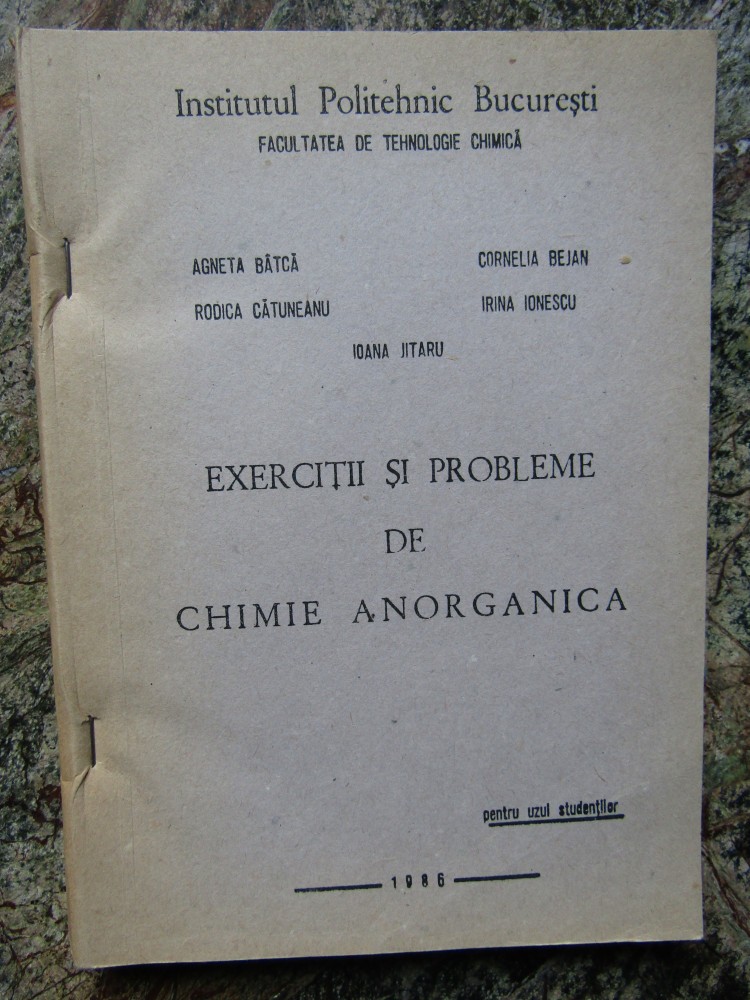 Institutul Politehnic București
FACULTATEA DE TEHNOLOGIE CHIMICĂ
AGNETA BÂTCĂ CORNELIA BEJAN
RODICA CĂTUNEANU IRINA IONESCU
IOANA JITARU
EXERCIȚII ȘI PROBLEME
DE
CHIMIE ANORGANICA
pentru uzul studenților
1986